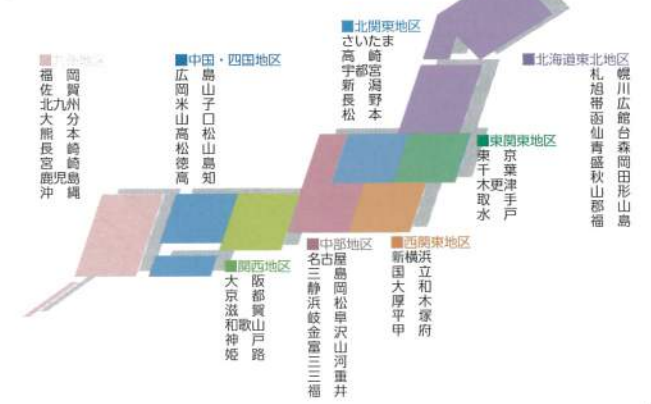 北関東地区
さいたま
高崎
宇都宮
新潟
長野
松本
福岡
佐賀
北九州
大分
熊本
長崎
宮崎
鹿児島
沖縄
中国・四国地区
広島
岡山
米子
山口
高松
松山
徳島
高知
北海道東北地区
札幌
旭川
帯広
函館
仙台
青森
盛岡
秋田
山形
郡山
福島
東関東地区
東京
千葉
木更津
取手
水戸
関西地区
大阪
京都
滋賀
和歌山
神戸
姫路
中部地区
名古屋
三島
静岡
浜松
岐阜
金沢
富山
三河
三重
福井
西関東地区
新横浜
国立
大和
厚木
平塚
甲府